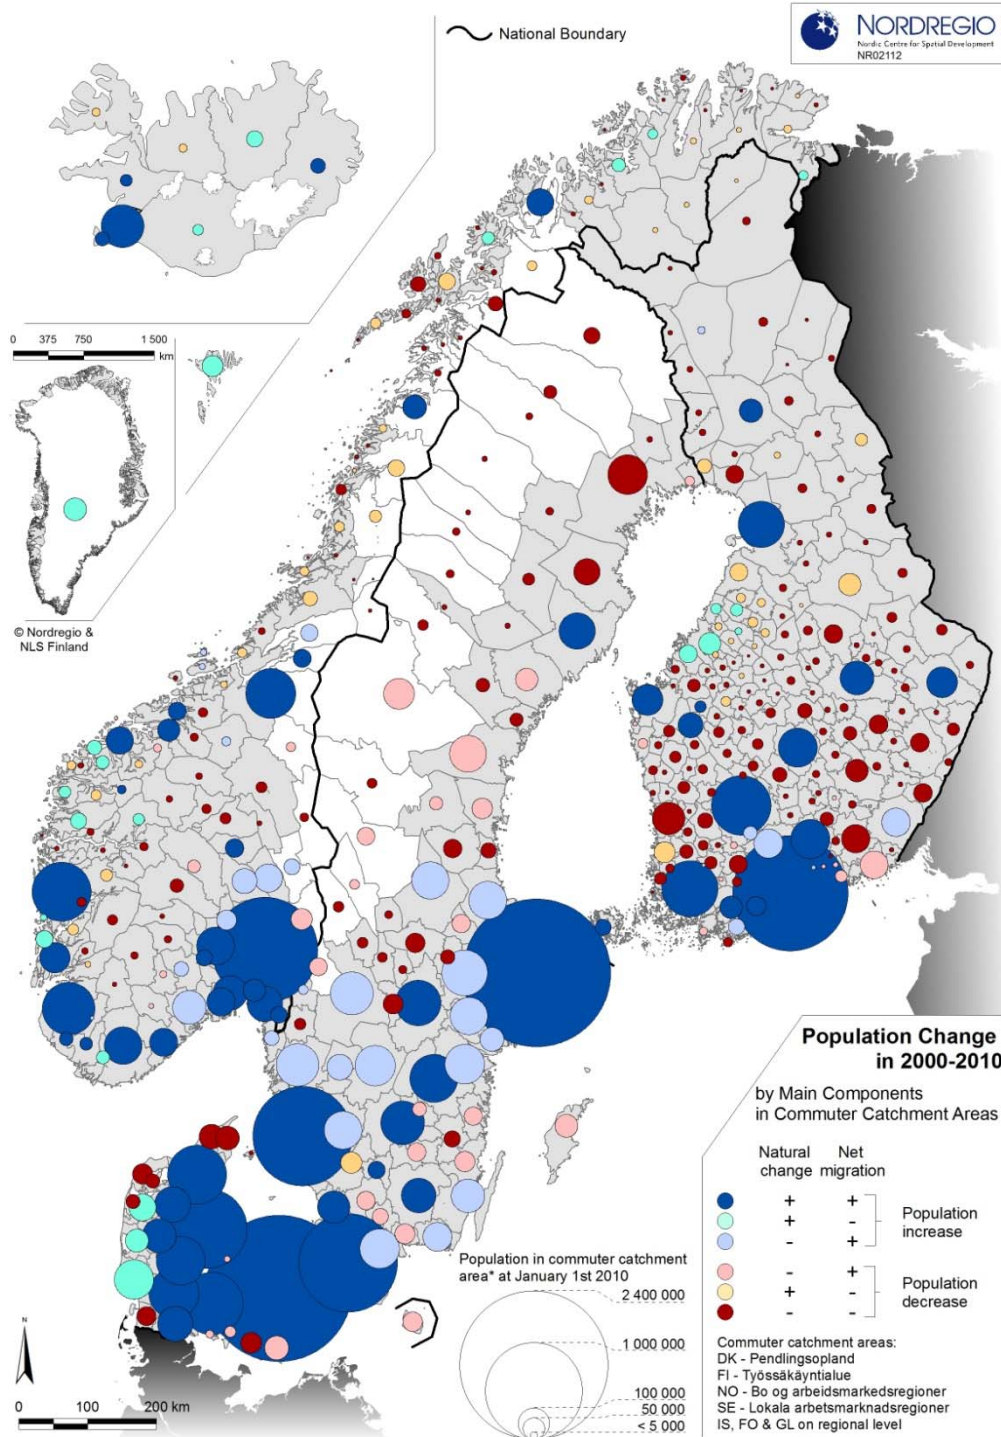 National Boundary
NORDREGIO
Nordic Centre for Spatial Development
NR02112
0 375 750 1 500
km
© Nordregio &
NLS Finland
Population Change
in 2000-2010
by Main Components
in Commuter Catchment Areas
Natural Net
change migration
+ +
+ -
- +
Population
increase
- +
+ -
- -
Population
decrease
Commuter catchment areas:
DK - Pendlingsopland
FI - Työssäkäyntialue
NO - Bo og arbeidsmarkedsregioner
SE - Lokala arbetsmarknadsregioner
IS, FO & GL on regional level
Population in commuter catchment
area* at January 1st 2010
2 400 000
1 000 000
100 000
50 000
< 5 000
N
0 100 200 km